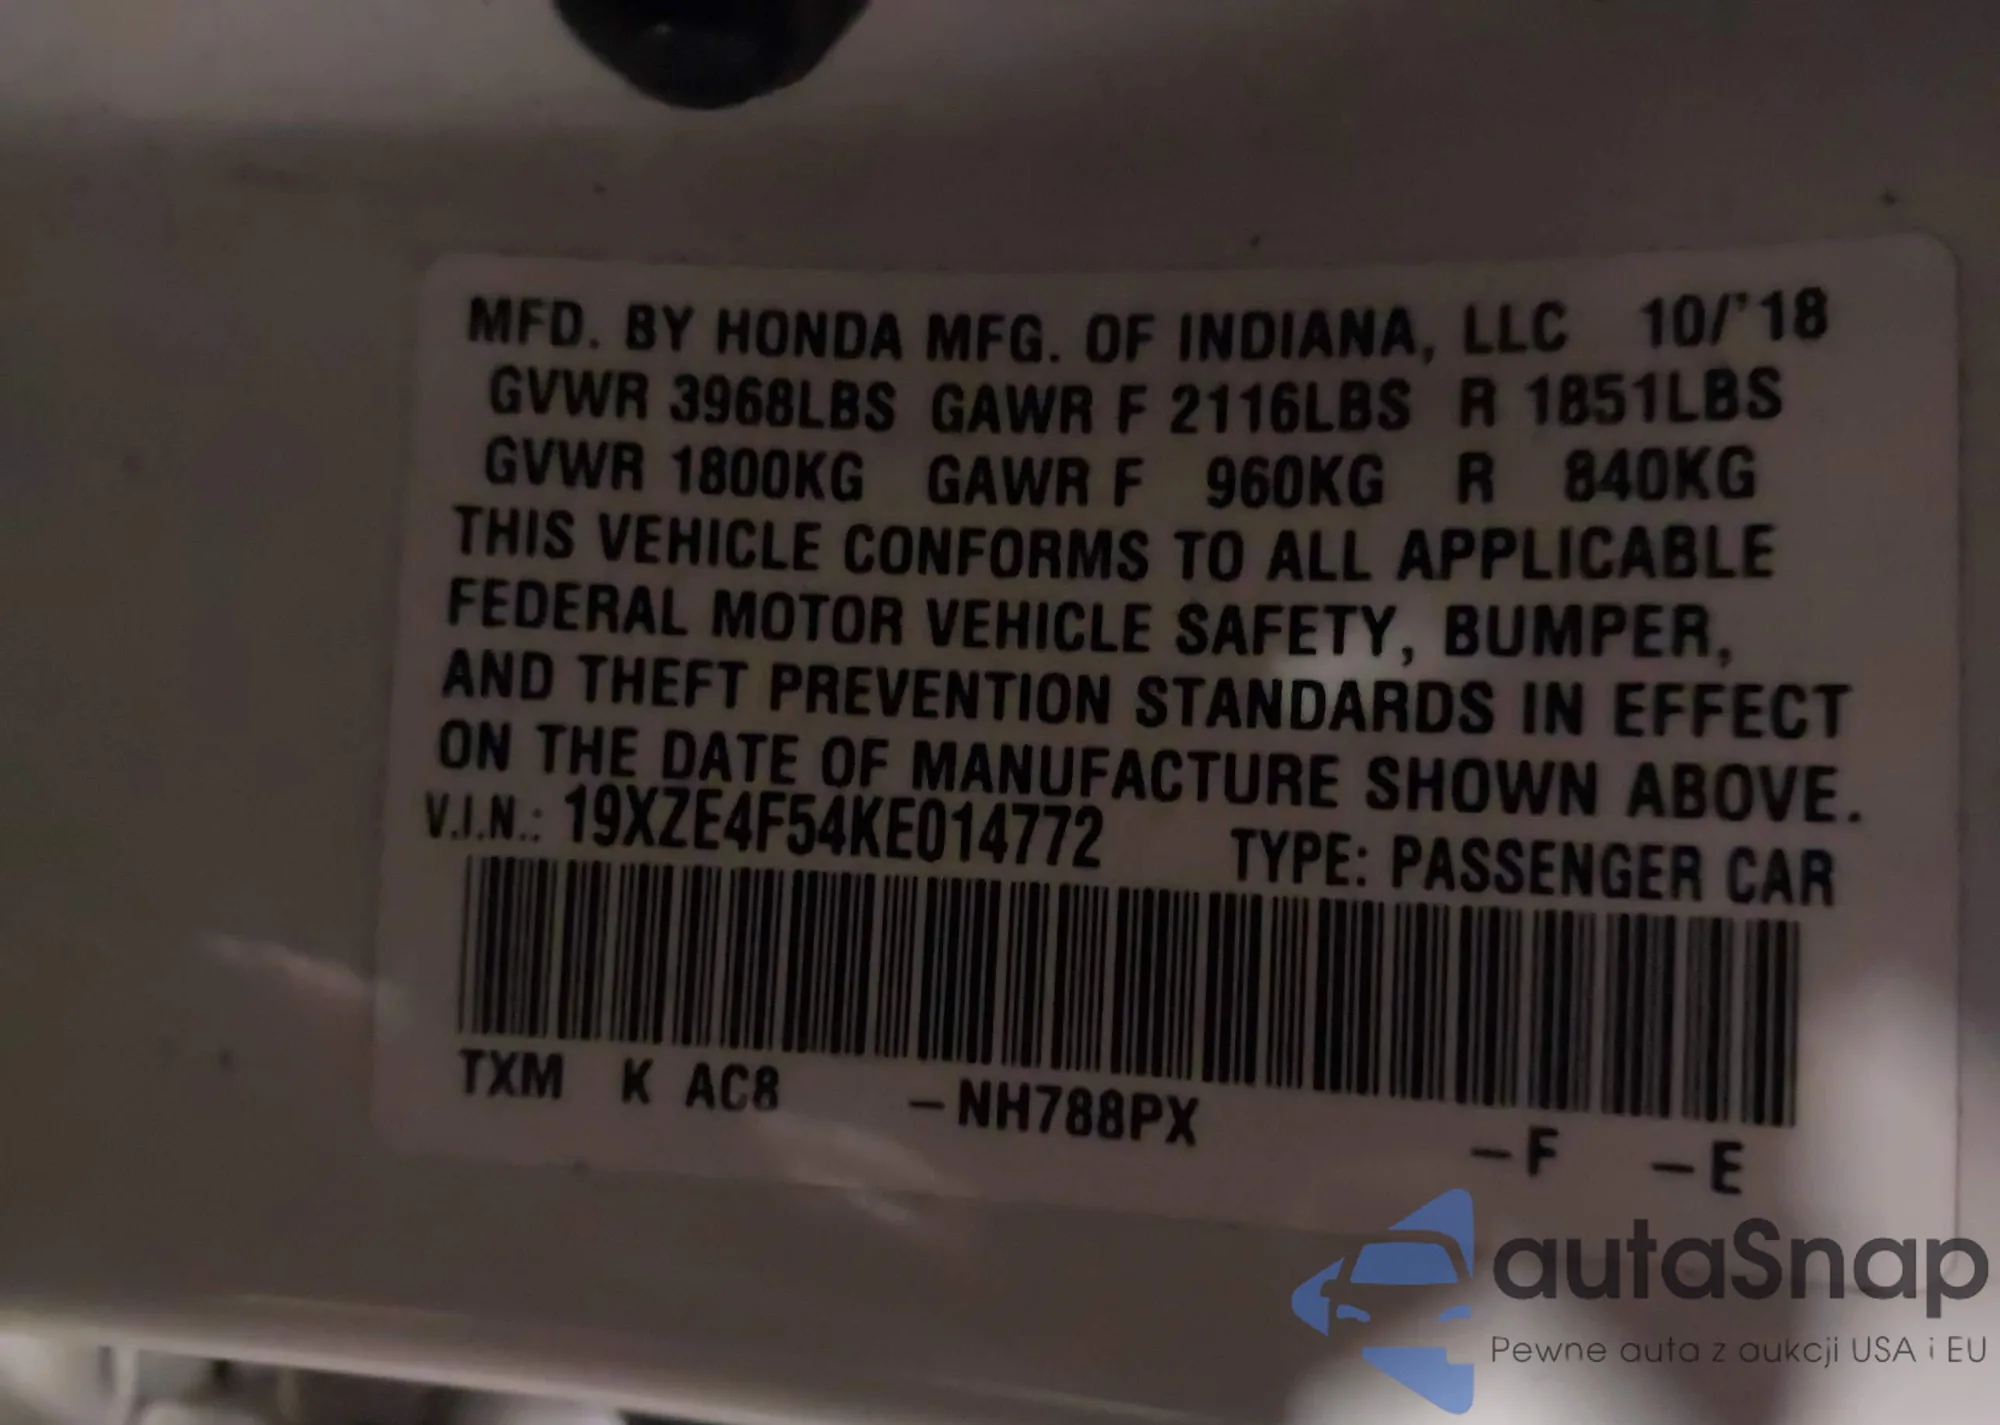 MFD. BY HONDA MFG. OF INDIANA, LLC 10/'18
GVWR 3968LBS GAWR F 2116LBS R 1851LBS
GVWR 1800KG GAWR F 960KG R 840KG
THIS VEHICLE CONFORMS TO ALL APPLICABLE
FEDERAL MOTOR VEHICLE SAFETY, BUMPER,
AND THEFT PREVENTION STANDARDS IN EFFECT
ON THE DATE OF MANUFACTURE SHOWN ABOVE.
V.I.N.: 19XZE4F54KE014772 TYPE: PASSENGER CAR
TXM K AC8 -NH788PX -F -E
autaSnap
Pewne auta z aukcji USA i EU